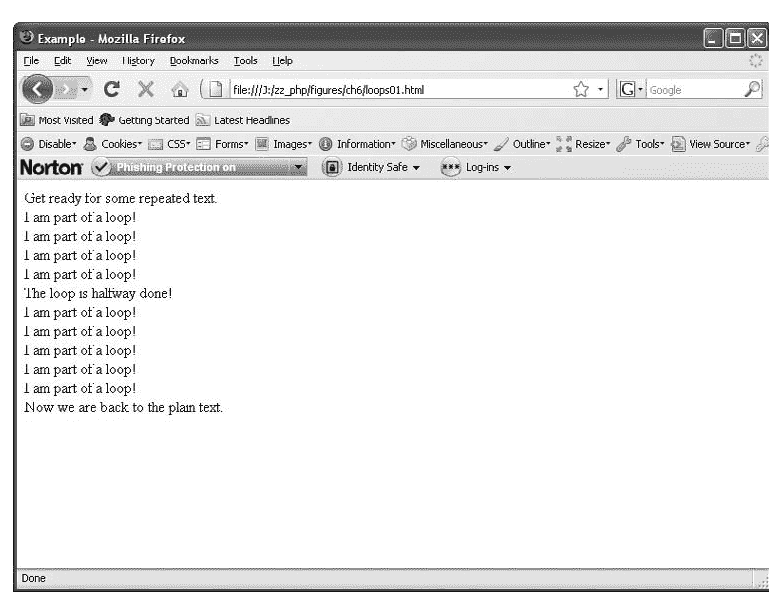 Example - Mozilla Firefox
File Edit View History Bookmarks Tools Help
file:///J:/zz_php/figures/ch6/loops01.html
G Google
Most Visited Getting Started Latest Headlines
Disable Cookies CSS Forms Images Information Miscellaneous Outline Resize Tools View Source
Norton Phishing Protection on Identity Safe Log-ins
Get ready for some repeated text.
I am part of a loop!
I am part of a loop!
I am part of a loop!
I am part of a loop!
The loop is halfway done!
I am part of a loop!
I am part of a loop!
I am part of a loop!
I am part of a loop!
I am part of a loop!
Now we are back to the plain text.
Done